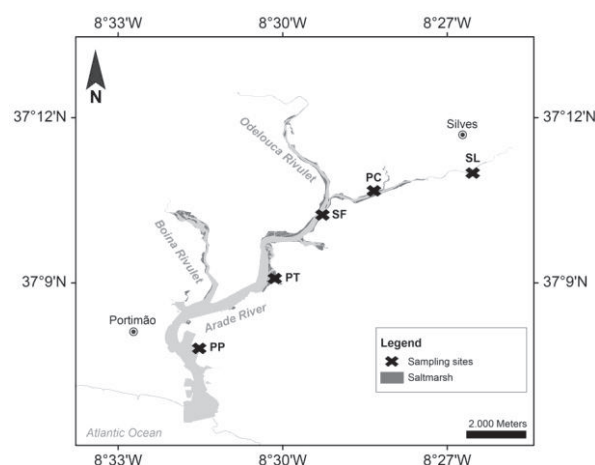 8°33'W 8°30'W 8°27'W
N
37°12'N 37°12'N
Odelouca Rivulet
Silves
SL
PC
SF
Boina Rivulet
37°9'N 37°9'N
PT
Arade River
Portimão
PP
Legend
Sampling sites
Saltmarsh
2.000 Meters
Atlantic Ocean
8°33'W 8°30'W 8°27'W